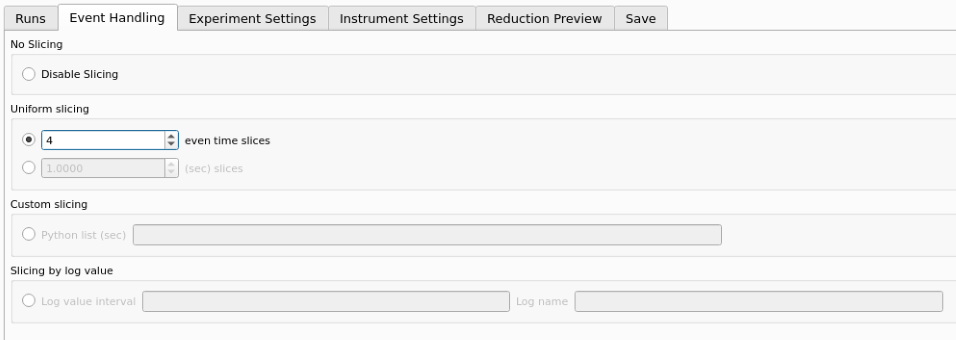 Runs Event Handling Experiment Settings Instrument Settings Reduction Preview Save
No Slicing
Disable Slicing
Uniform slicing
4 even time slices
1.0000 (sec) slices
Custom slicing
Python list (sec)
Slicing by log value
Log value interval Log name